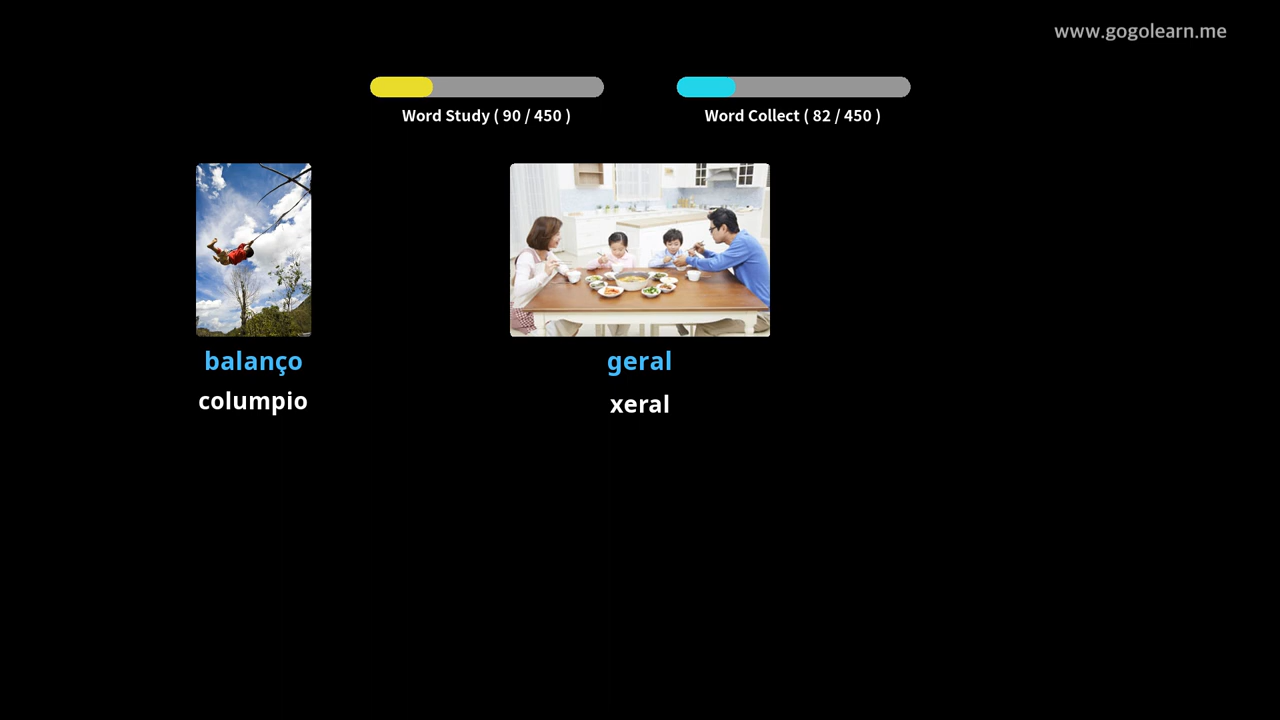 www.gogolearn.me
Word Study ( 90 / 450 )
Word Collect ( 82 / 450 )
balanço
columpio
geral
xeral